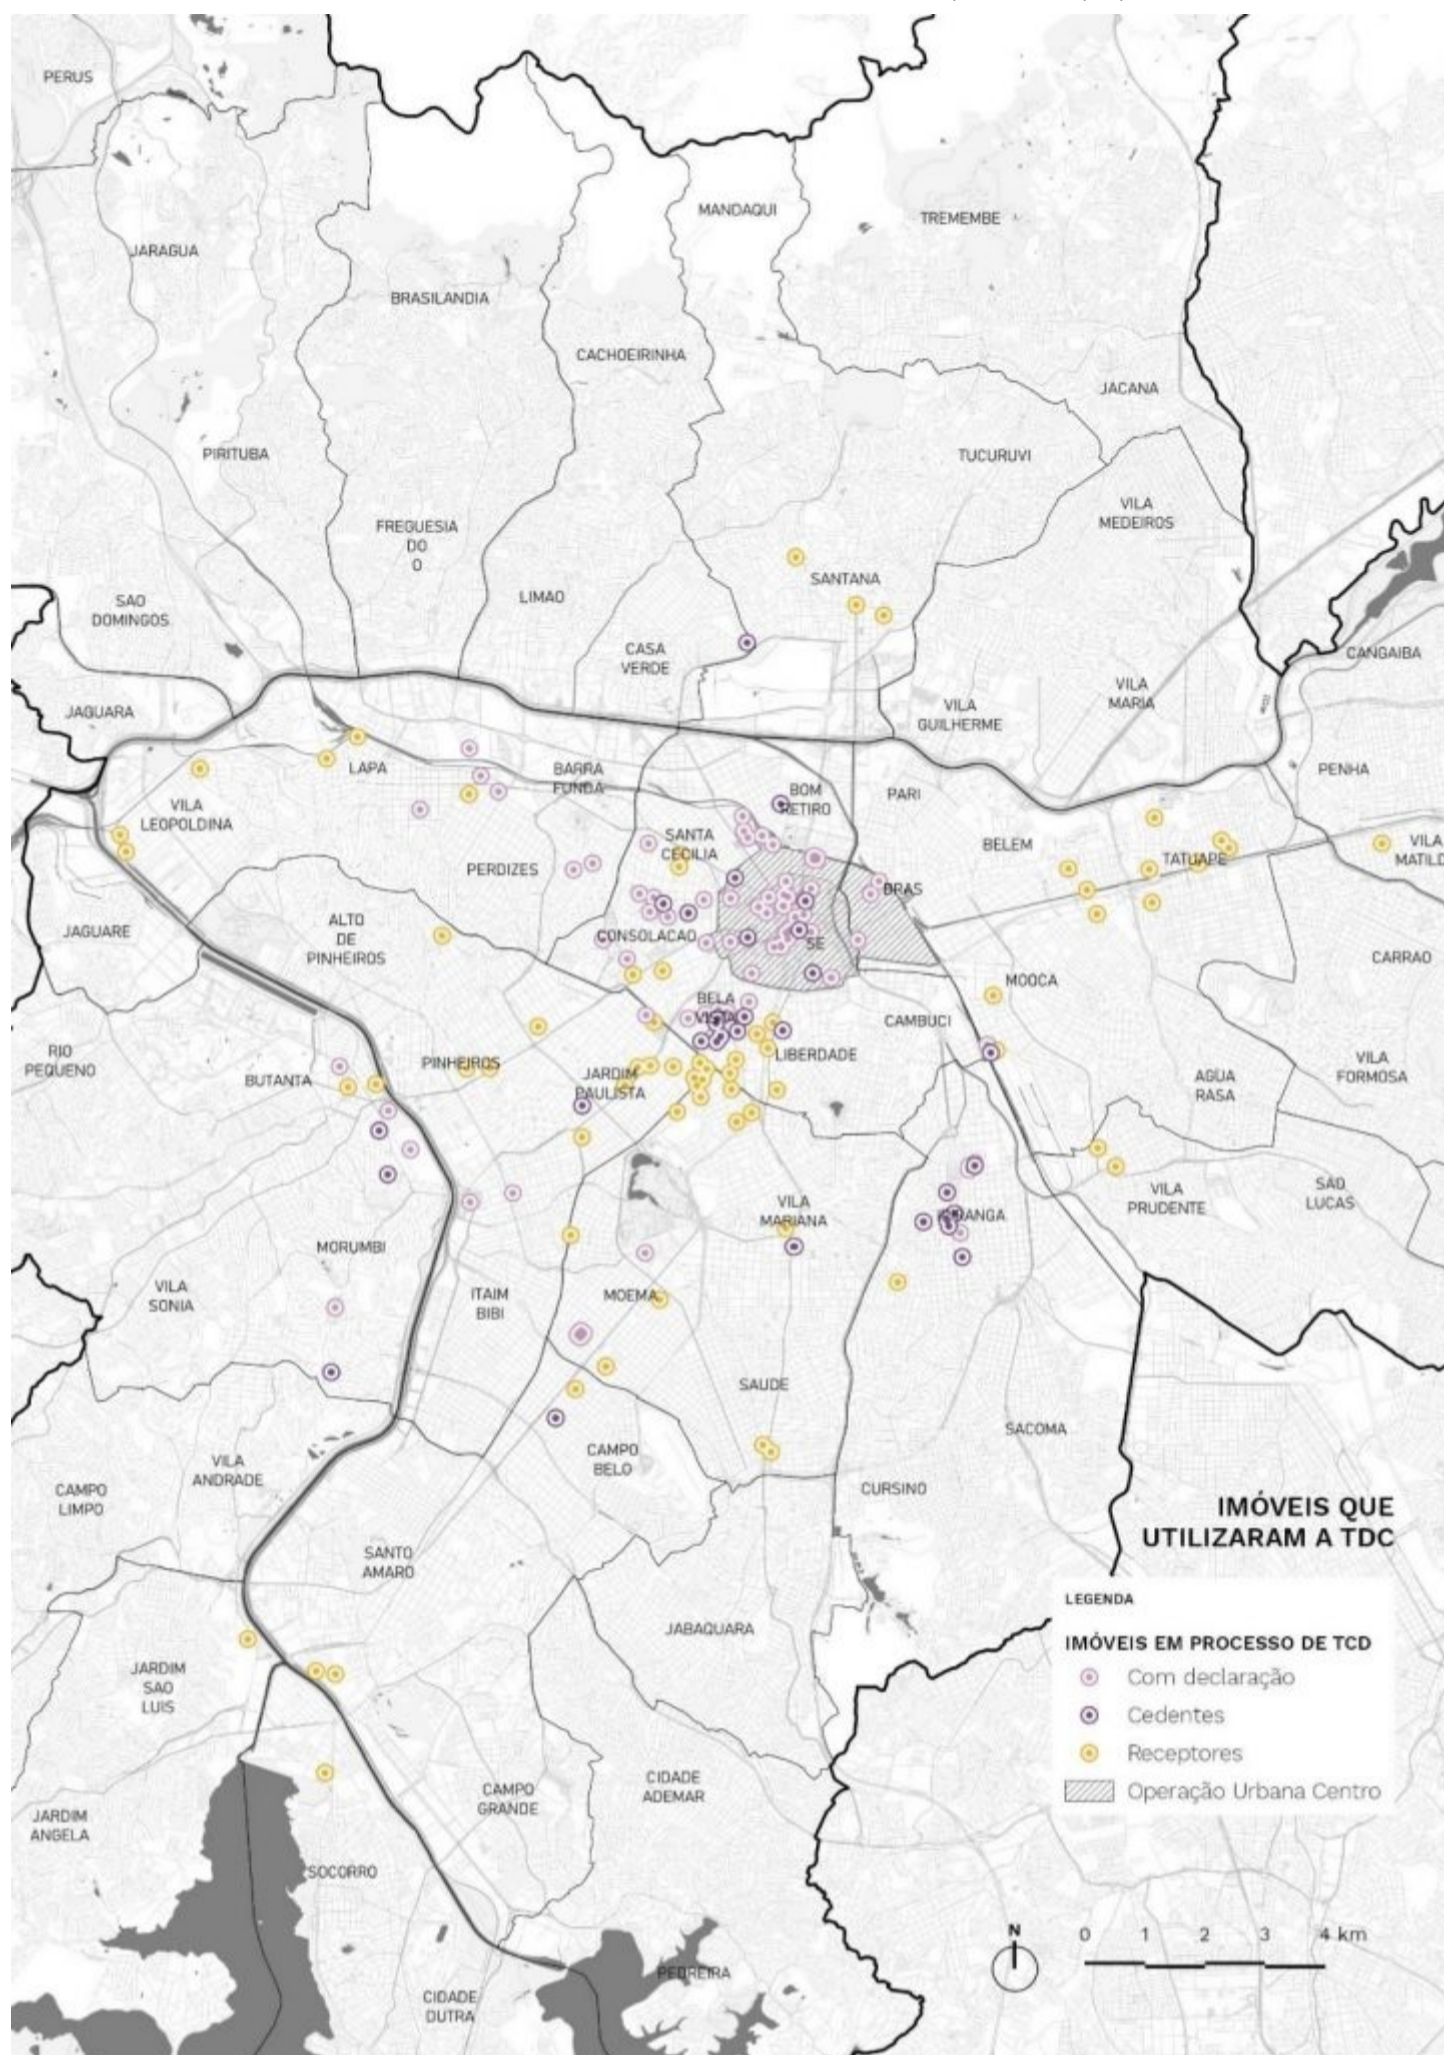 PERUS
MANDAQUI
TREMEMBE
JARAGUA
BRASILANDIA
CACHOEIRINHA
JACANA
PIRITUBA
TUCURUVI
VILA
MEDEIROS
FREGUESIA
DO
O
SANTANA
LIMAO
SAO
DOMINGOS
CASA
VERDE
CANGAIBA
VILA
MARIA
JAGUARA
VILA
GUILHERME
LAPA
BARRA
FUNDA
PENHA
BOM
RETIRO
PARI
VILA
LEOPOLDINA
SANTA
CECILIA
BELEM
VILA
MATILD
TATUAPE
PERDIZES
BRAS
JAGUARE
ALTO
DE
PINHEIROS
CONSOLACAO
SE
CARRAO
MOOCA
BELA
VISTA
CAMBUCI
RIO
PEQUENO
LIBERDADE
PINHEIROS
BUTANTA
JARDIM
PAULISTA
VILA
FORMOSA
AGUA
RASA
VILA
MARIANA
VILA
PRUDENTE
SAO
LUCAS
IPIRANGA
MORUMBI
VILA
SONIA
ITAIM
BIBI
MOEMA
SAUDE
SACOMA
CAMPO
BELO
VILA
ANDRADE
CAMPO
LIMPO
CURSINO
IMÓVEIS QUE
UTILIZARAM A TDC
SANTO
AMARO
LEGENDA
IMÓVEIS EM PROCESSO DE TCD
Com declaração
Cedentes
Receptores
Operação Urbana Centro
JABAQUARA
JARDIM
SAO
LUIS
CIDADE
ADEMAR
CAMPO
GRANDE
JARDIM
ANGELA
SOCORRO
N
0 1 2 3 4 km
PEDREIRA
CIDADE
DUTRA